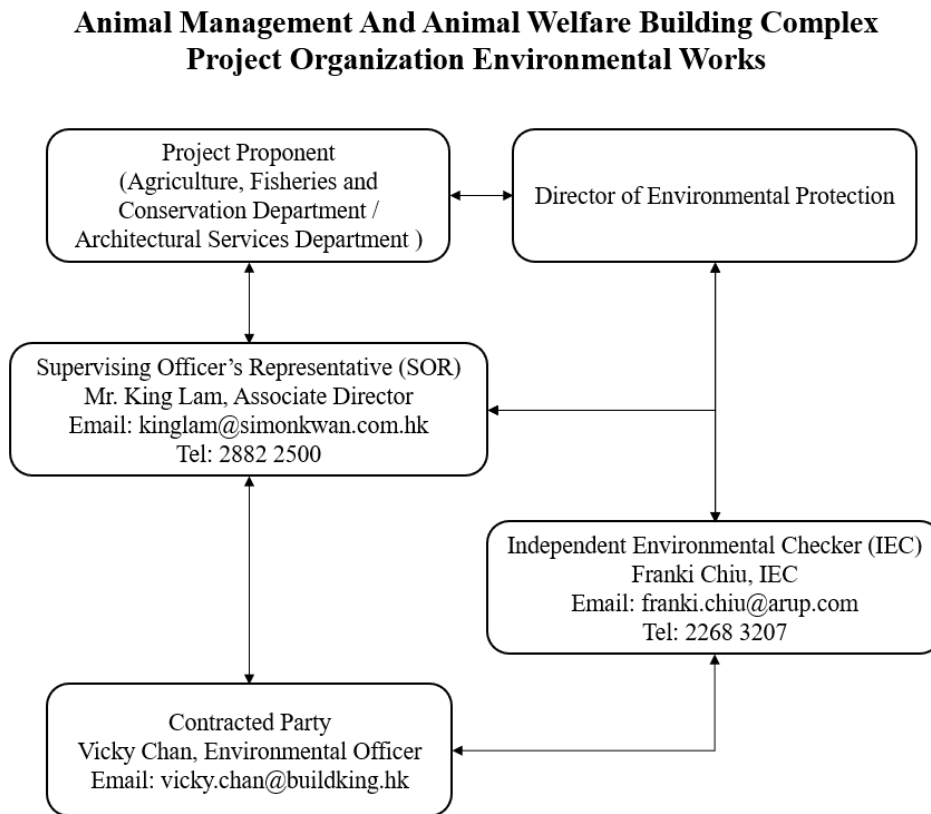 Animal Management And Animal Welfare Building Complex
Project Organization Environmental Works
Project Proponent
(Agriculture, Fisheries and
Conservation Department /
Architectural Services Department )
Director of Environmental Protection
Supervising Officer’s Representative (SOR)
Mr. King Lam, Associate Director
Email: kinglam@simonkwan.com.hk
Tel: 2882 2500
Independent Environmental Checker (IEC)
Franki Chiu, IEC
Email: franki.chiu@arup.com
Tel: 2268 3207
Contracted Party
Vicky Chan, Environmental Officer
Email: vicky.chan@buildking.hk